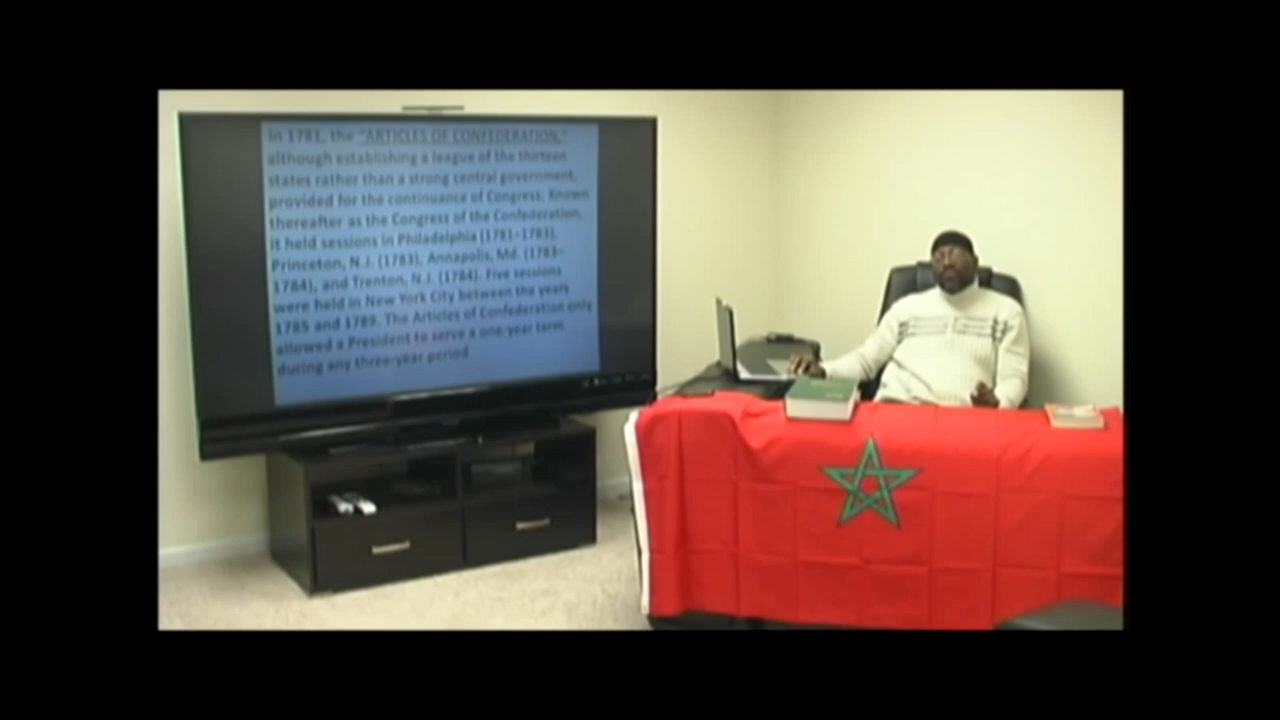 In 1781, the "ARTICLES OF CONFEDERATION,"
although establishing a league of the thirteen
states rather than a strong central government,
provided for the continuance of Congress. Known
thereafter as the Congress of the Confederation,
it held sessions in Philadelphia (1781–1783),
Princeton, N.J. (1783), Annapolis, Md. (1783–
1784), and Trenton, N.J. (1784). Five sessions
were held in New York City between the years
1785 and 1789. The Articles of Confederation only
allowed a President to serve a one-year term
during any three-year period